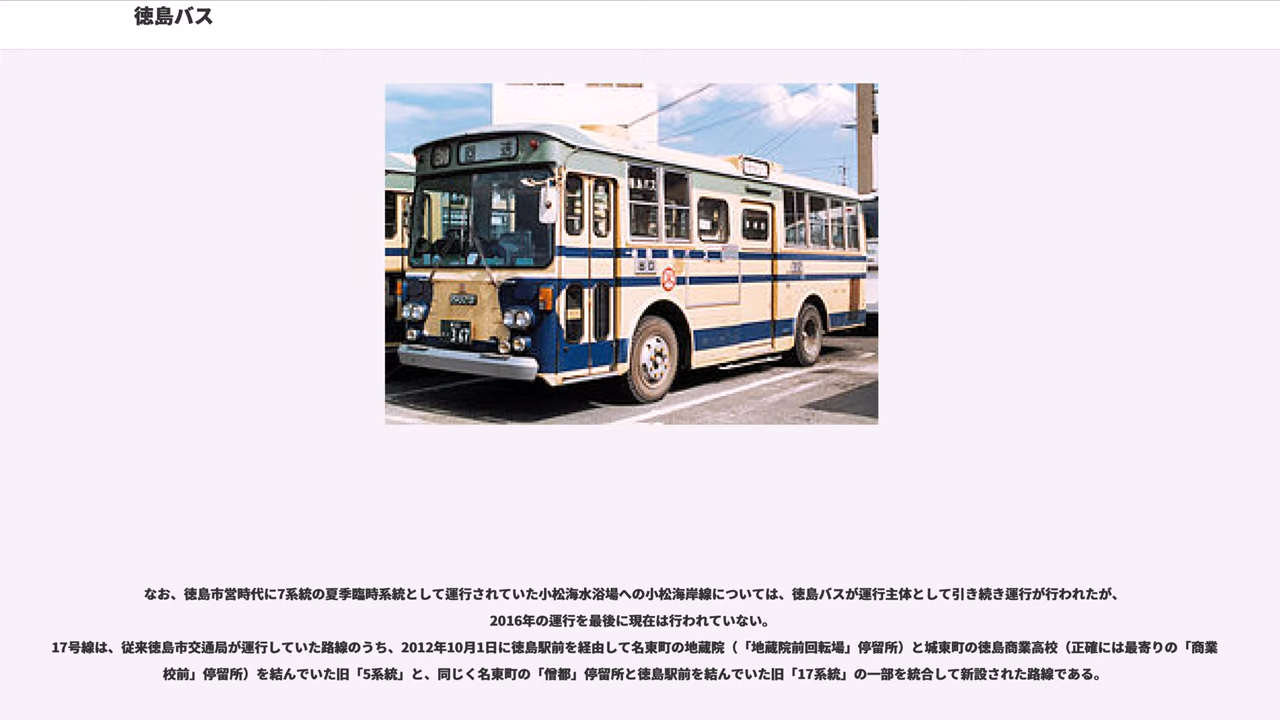 徳島バス
なお、徳島市営時代に7系統の夏季臨時系統として運行されていた小松海水浴場への小松海岸線については、徳島バスが運行主体として引き続き運行が行われたが、
2016年の運行を最後に現在は行われていない。
17号線は、従来徳島市交通局が運行していた路線のうち、2012年10月1日に徳島駅前を経由して名東町の地蔵院（「地蔵院前回転場」停留所）と城東町の徳島商業高校（正確には最寄りの「商業
校前」停留所）を結んでいた旧「5系統」と、同じく名東町の「僧都」停留所と徳島駅前を結んでいた旧「17系統」の一部を統合して新設された路線である。